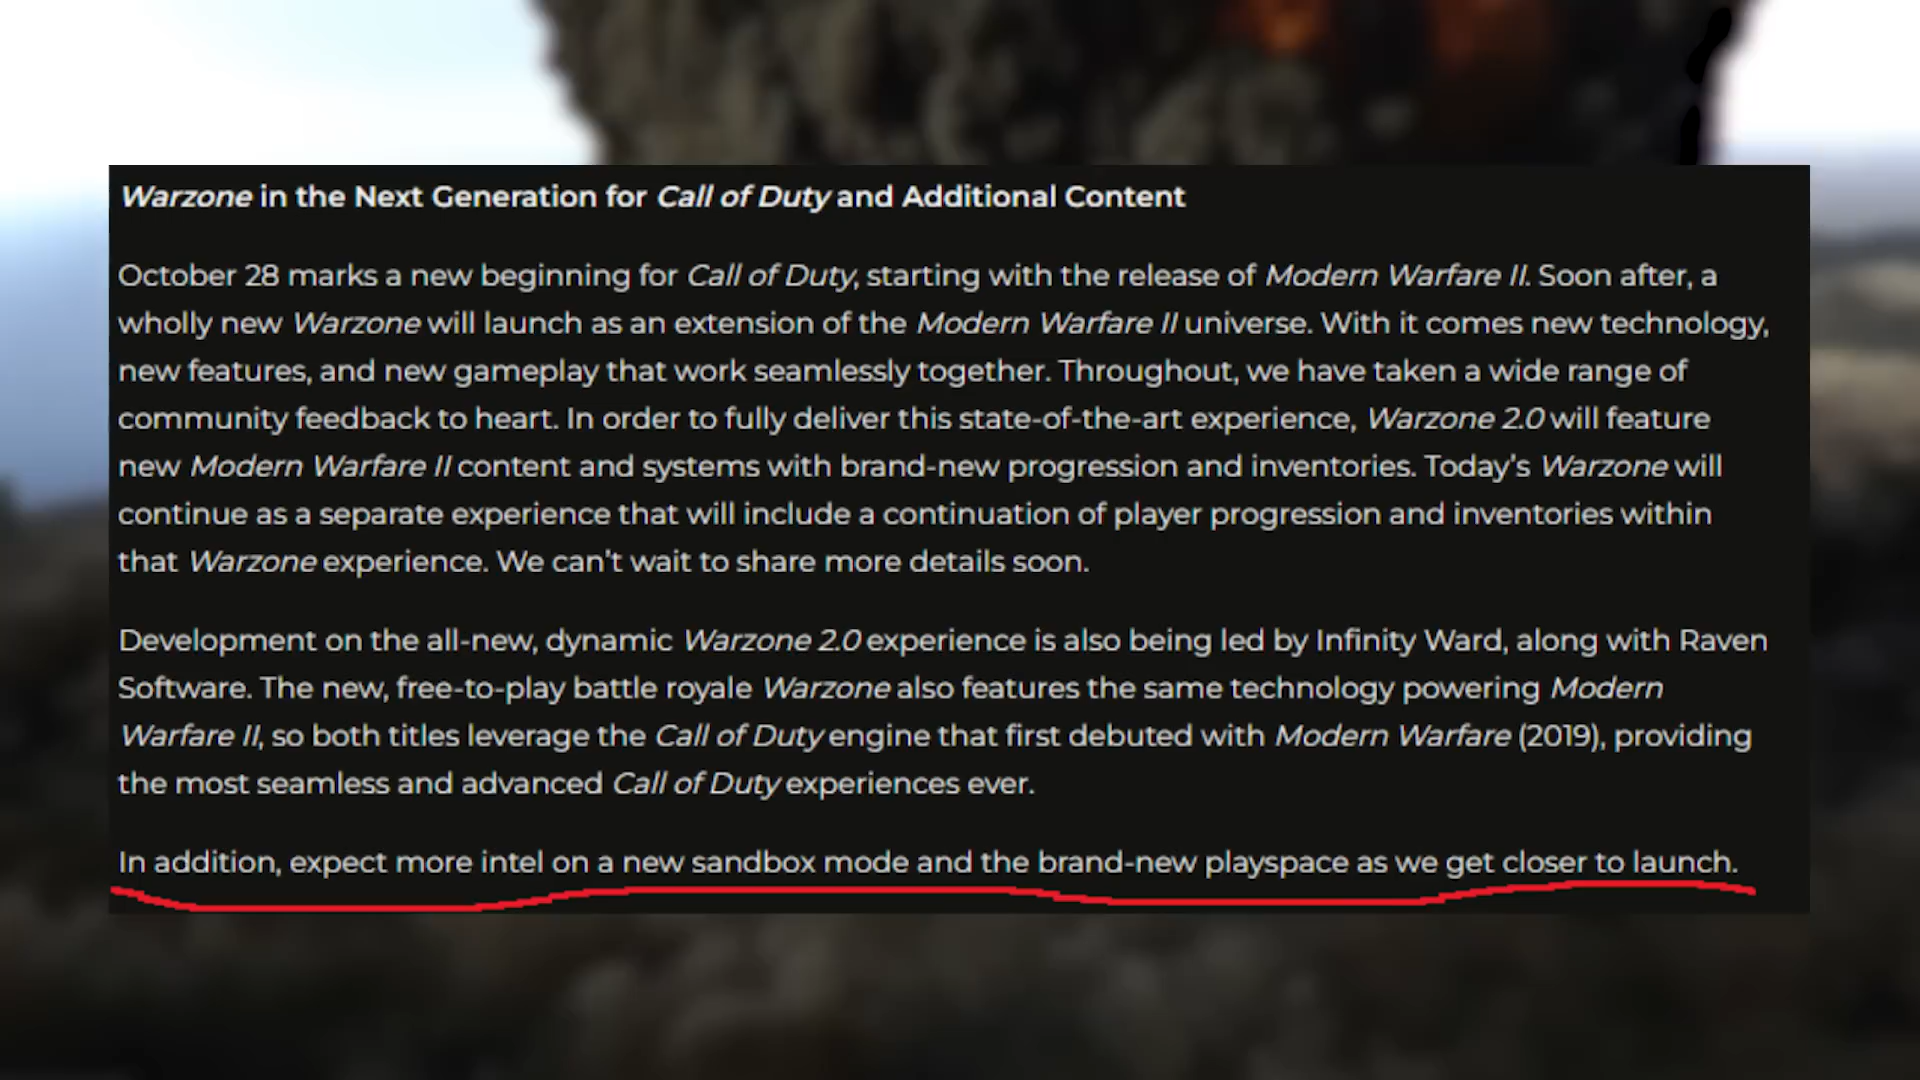 Warzone in the Next Generation for Call of Duty and Additional Content
October 28 marks a new beginning for Call of Duty, starting with the release of Modern Warfare II. Soon after, a
wholly new Warzone will launch as an extension of the Modern Warfare II universe. With it comes new technology,
new features, and new gameplay that work seamlessly together. Throughout, we have taken a wide range of
community feedback to heart. In order to fully deliver this state-of-the-art experience, Warzone 2.0 will feature
new Modern Warfare II content and systems with brand-new progression and inventories. Today's Warzone will
continue as a separate experience that will include a continuation of player progression and inventories within
that Warzone experience. We can't wait to share more details soon.
Development on the all-new, dynamic Warzone 2.0 experience is also being led by Infinity Ward, along with Raven
Software. The new, free-to-play battle royale Warzone also features the same technology powering Modern
Warfare II, so both titles leverage the Call of Duty engine that first debuted with Modern Warfare (2019), providing
the most seamless and advanced Call of Duty experiences ever.
In addition, expect more intel on a new sandbox mode and the brand-new playspace as we get closer to launch.